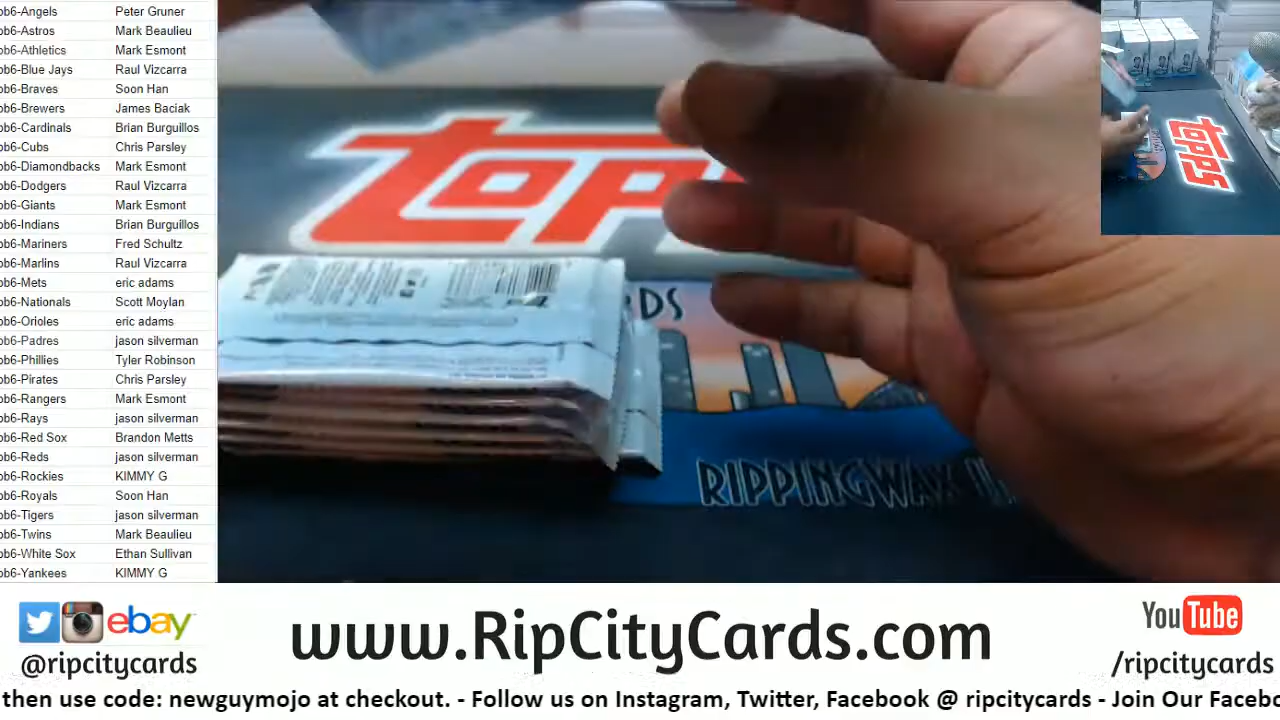 ob6-Angels Peter Gruner
ob6-Astros Mark Beaulieu
ob6-Athletics Mark Esmont
ob6-Blue Jays Raul Vizcarra
ob6-Braves Soon Han
ob6-Brewers James Baciak
ob6-Cardinals Brian Burguillos
ob6-Cubs Chris Parsley
ob6-Diamondbacks Mark Esmont
ob6-Dodgers Raul Vizcarra
ob6-Giants Mark Esmont
ob6-Indians Brian Burguillos
ob6-Mariners Fred Schultz
ob6-Marlins Raul Vizcarra
ob6-Mets eric adams
ob6-Nationals Scott Moylan
ob6-Orioles eric adams
ob6-Padres jason silverman
ob6-Phillies Tyler Robinson
ob6-Pirates Chris Parsley
ob6-Rangers Mark Esmont
ob6-Rays jason silverman
ob6-Red Sox Brandon Metts
ob6-Reds jason silverman
ob6-Rockies KIMMY G
ob6-Royals Soon Han
ob6-Tigers jason silverman
ob6-Twins Mark Beaulieu
ob6-White Sox Ethan Sullivan
ob6-Yankees KIMMY G
topp
DS
RIPPINGWAX
topps
ebay
@ripcitycards
www.RipCityCards.com
YouTube
/ripcitycards
then use code: newguymojo at checkout. - Follow us on Instagram, Twitter, Facebook @ ripcitycards - Join Our Facebo